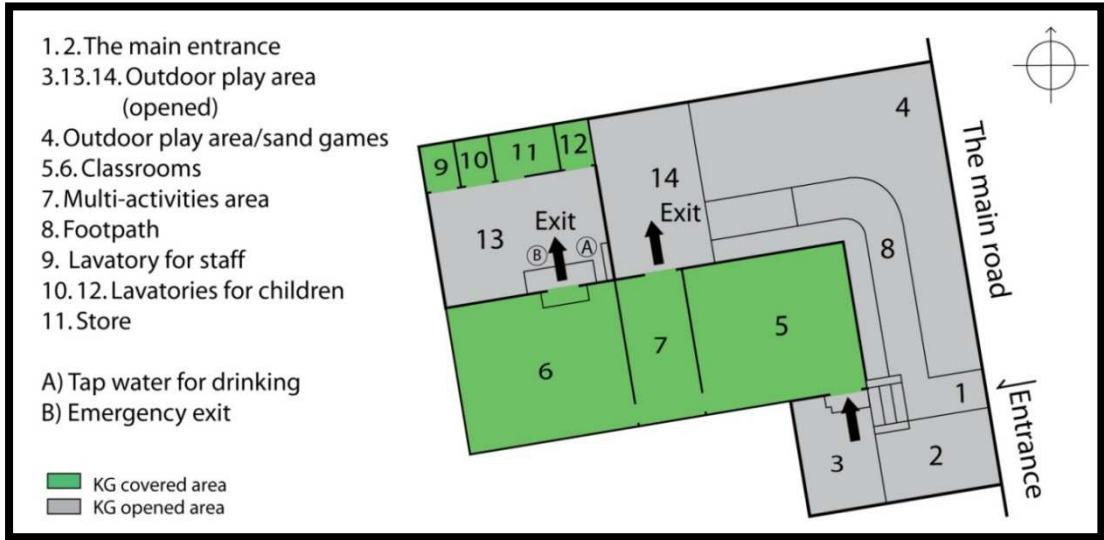 1.2.The main entrance
3.13.14. Outdoor play area
(opened)
4. Outdoor play area/sand games
5.6. Classrooms
7. Multi-activities area
8. Footpath
9. Lavatory for staff
10. 12. Lavatories for children
11. Store
A) Tap water for drinking
B) Emergency exit
KG covered area
KG opened area
4
The main road
9
10
11
12
14
Exit
13
Exit
B
A
8
5
7
6
1
Entrance
3
2